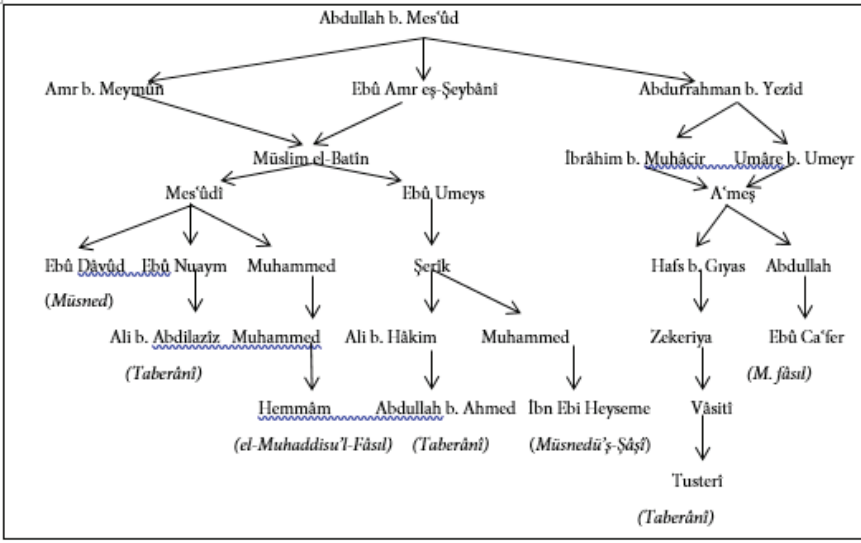 Abdullah b. Mes‘ûd
Amr b. Meymûn Ebû Amr eş-Şeybânî Abdurrahman b. Yezîd
Müslim el-Batîn İbrâhim b. Muhâcir Umâre b. Umeyr
Mes‘ûdî Ebû Umeys A‘meş
Ebû Dâvûd Ebû Nuaym Muhammed Şerîk Hafs b. Gıyas Abdullah
(Müsned)
Ali b. Abdilazîz Muhammed Ali b. Hâkim Muhammed Zekeriya Ebû Ca‘fer
(Taberânî) (M. fâsıl)
Hemmâm Abdullah b. Ahmed İbn Ebi Heyseme Vâsitî
(el-Muhaddisu’l-Fâsıl) (Taberânî) (Müsnedü’ş-Şâşî)
Tusterî
(Taberânî)